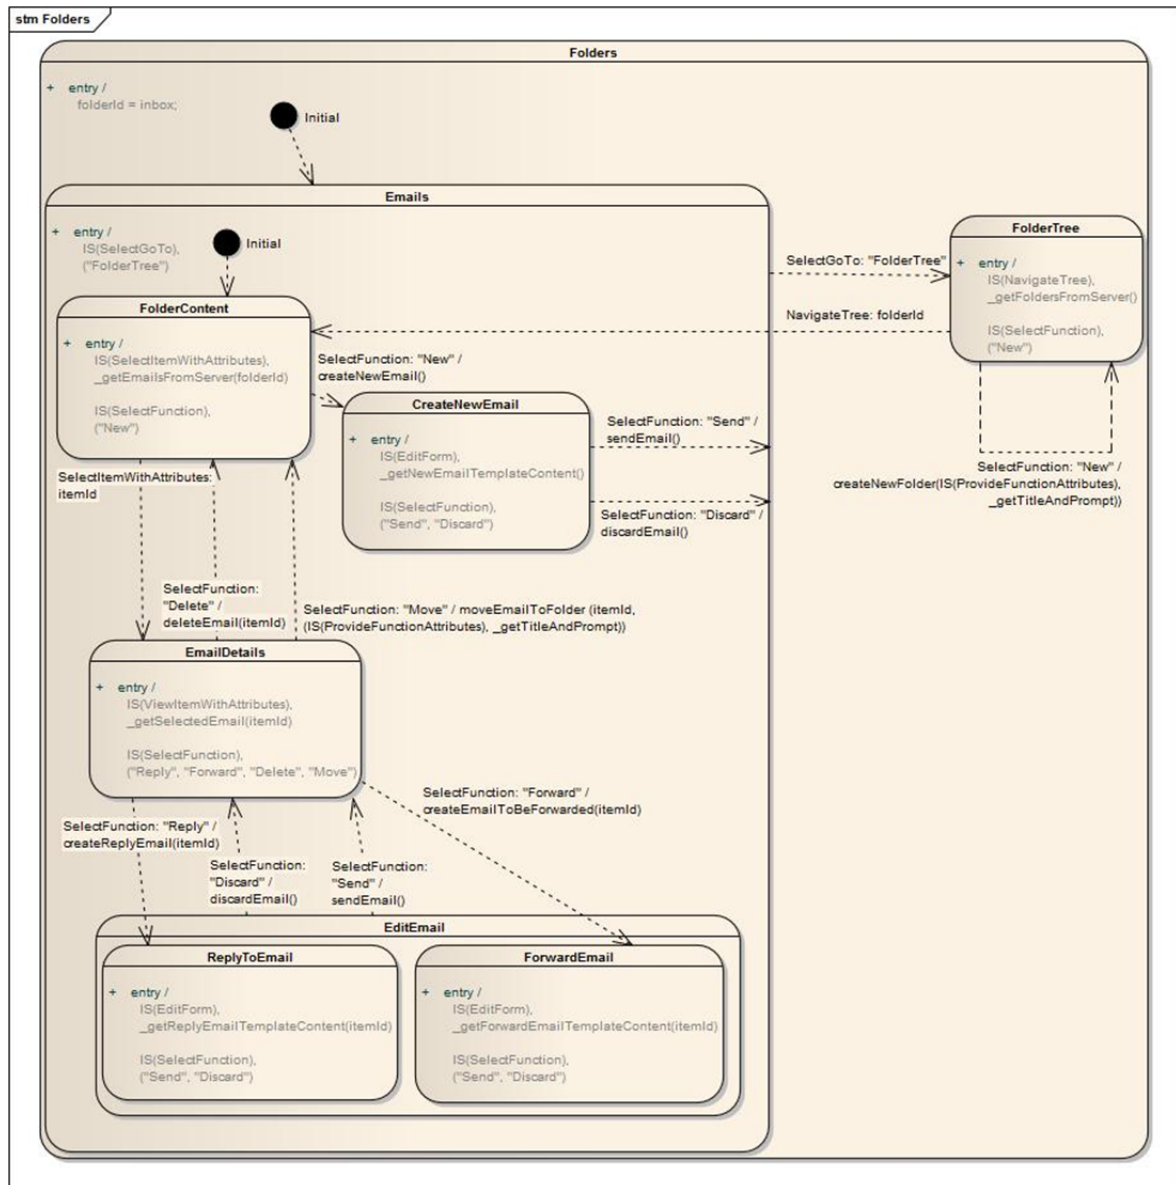 stm Folders
Folders
+ entry /
folderId = inbox;
Initial
Emails
+ entry /
IS(SelectGoTo),
("FolderTree")
Initial
FolderTree
+ entry /
IS(NavigateTree),
_getFoldersFromServer()
IS(SelectFunction),
("New")
SelectGoTo: "FolderTree"
NavigateTree: folderId
FolderContent
+ entry /
IS(SelectItemWithAttributes),
_getEmailsFromServer(folderId)
IS(SelectFunction),
("New")
SelectFunction: "New" /
createNewEmail()
CreateNewEmail
+ entry /
IS(EditForm),
_getNewEmailTemplateContent()
IS(SelectFunction),
("Send", "Discard")
SelectFunction: "Send" /
sendEmail()
SelectFunction: "Discard" /
discardEmail()
SelectFunction: "New" /
createNewFolder(IS(ProvideFunctionAttributes),
_getTitleAndPrompt))
SelectItemWithAttributes:
itemId
SelectFunction:
"Delete" /
deleteEmail(itemId)
SelectFunction: "Move" / moveEmailToFolder (itemId,
(IS(ProvideFunctionAttributes), _getTitleAndPrompt))
EmailDetails
+ entry /
IS(ViewItemWithAttributes),
_getSelectedEmail(itemId)
IS(SelectFunction),
("Reply", "Forward", "Delete", "Move")
SelectFunction: "Forward" /
createEmailToBeForwarded(itemId)
SelectFunction: "Reply" /
createReplyEmail(itemId)
SelectFunction:
"Discard" /
discardEmail()
SelectFunction:
"Send" /
sendEmail()
EditEmail
ReplyToEmail
+ entry /
IS(EditForm),
_getReplyEmailTemplateContent(itemId)
IS(SelectFunction),
("Send", "Discard")
ForwardEmail
+ entry /
IS(EditForm),
_getForwardEmailTemplateContent(itemId)
IS(SelectFunction),
("Send", "Discard")